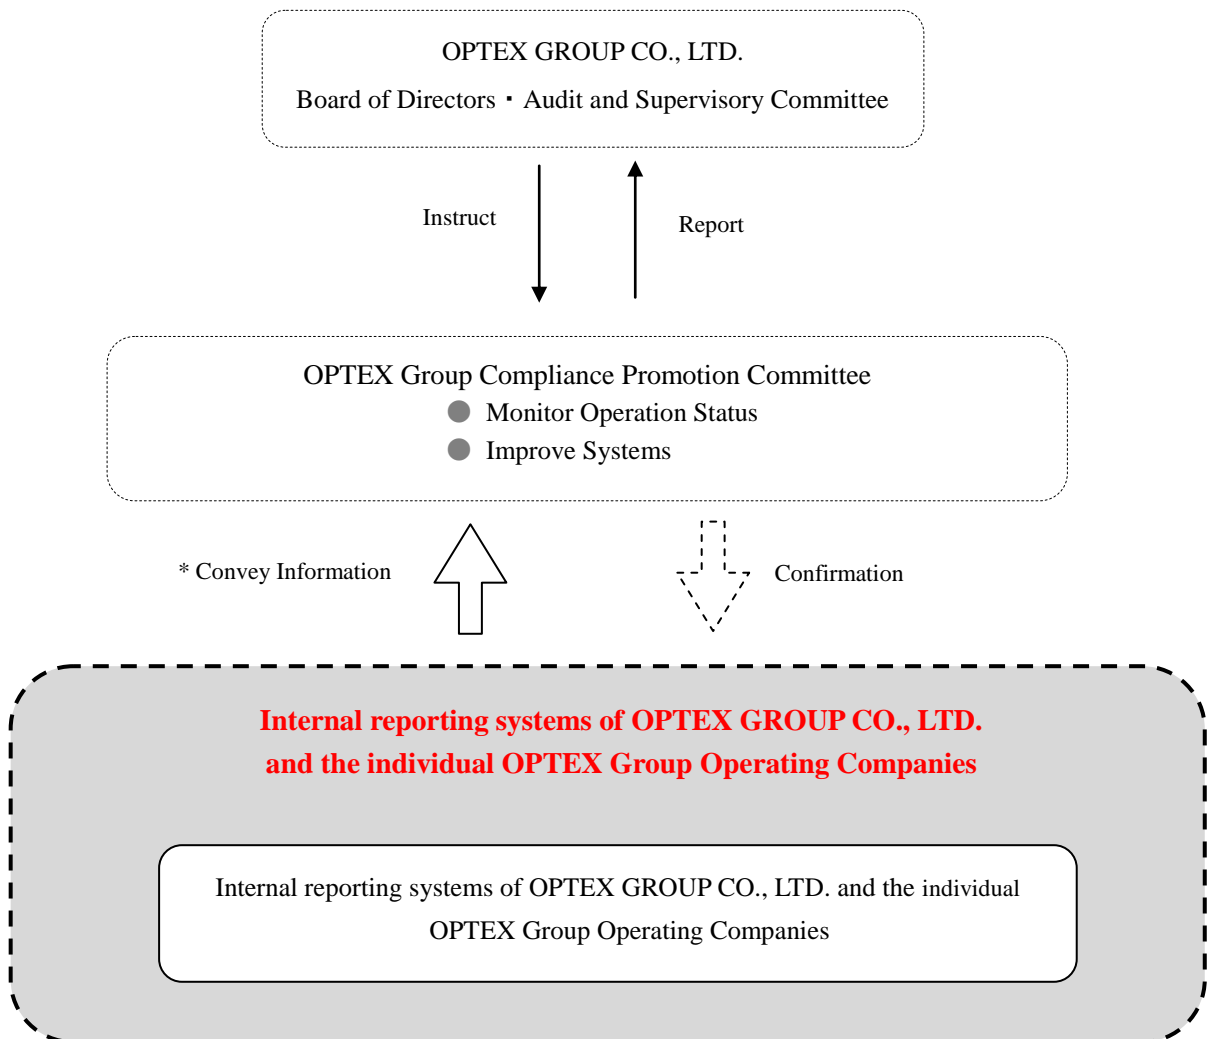 OPTEX GROUP CO., LTD.
Board of Directors・Audit and Supervisory Committee
Instruct
Report
OPTEX Group Compliance Promotion Committee
● Monitor Operation Status
● Improve Systems
* Convey Information
Confirmation
Internal reporting systems of OPTEX GROUP CO., LTD.
and the individual OPTEX Group Operating Companies
Internal reporting systems of OPTEX GROUP CO., LTD. and the individual
OPTEX Group Operating Companies